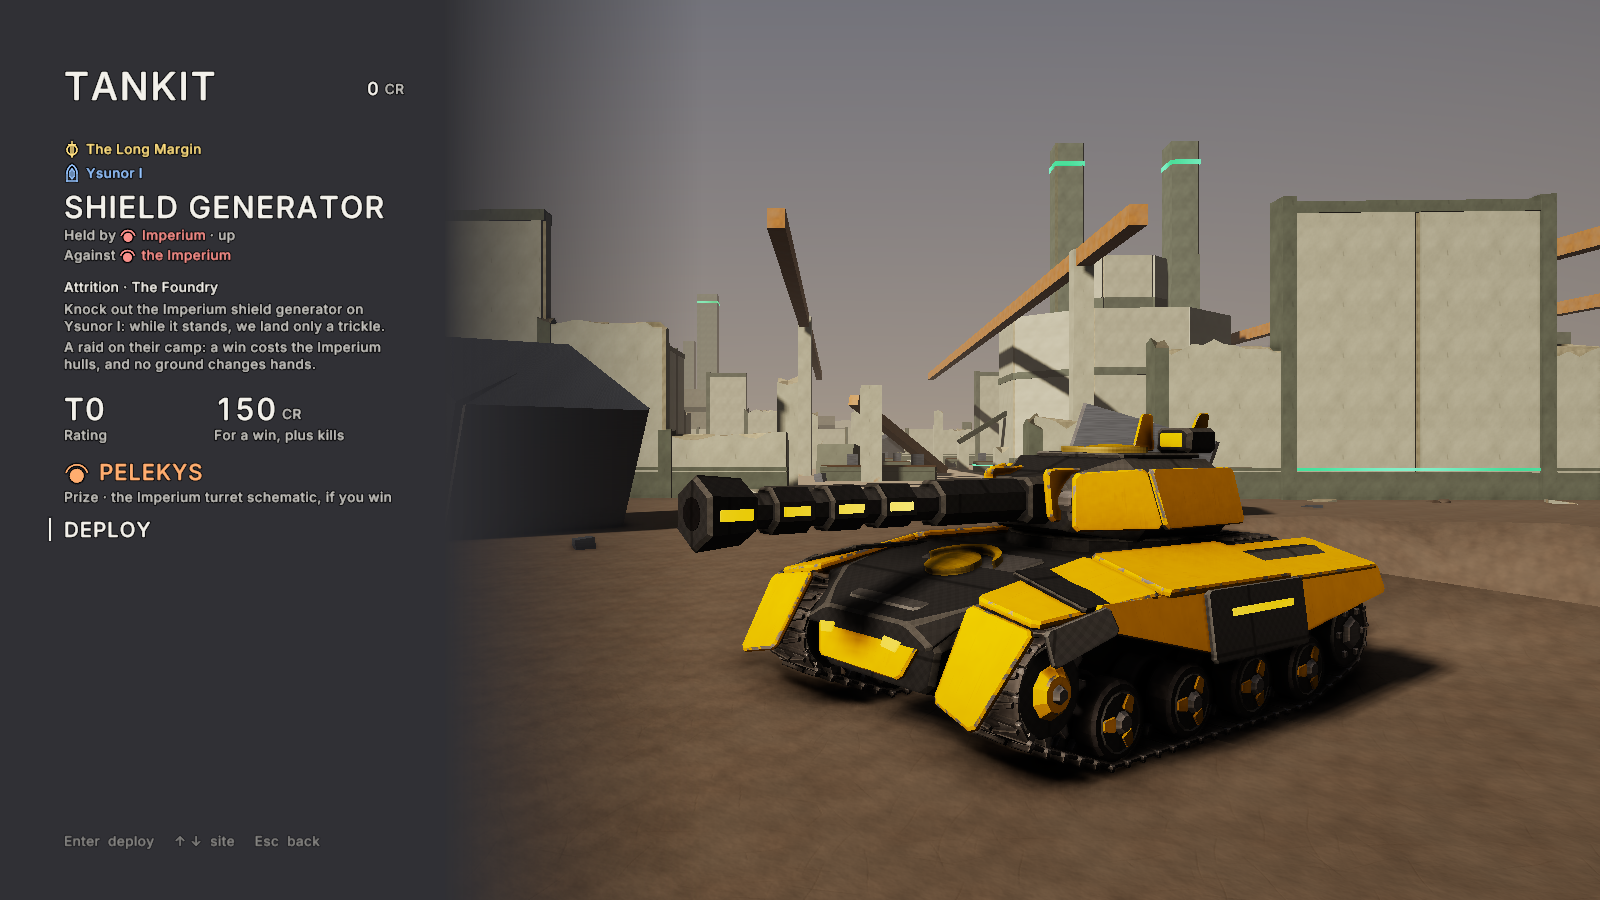 TANKIT
0 CR
The Long Margin
Ysunor I
SHIELD GENERATOR
Held by Imperium · up
Against the Imperium
Attrition · The Foundry
Knock out the Imperium shield generator on
Ysunor I: while it stands, we land only a trickle.
A raid on their camp: a win costs the Imperium
hulls, and no ground changes hands.
T0
Rating
150 CR
For a win, plus kills
PELEKYS
Prize · the Imperium turret schematic, if you win
DEPLOY
Enter deploy ↑ ↓ site Esc back